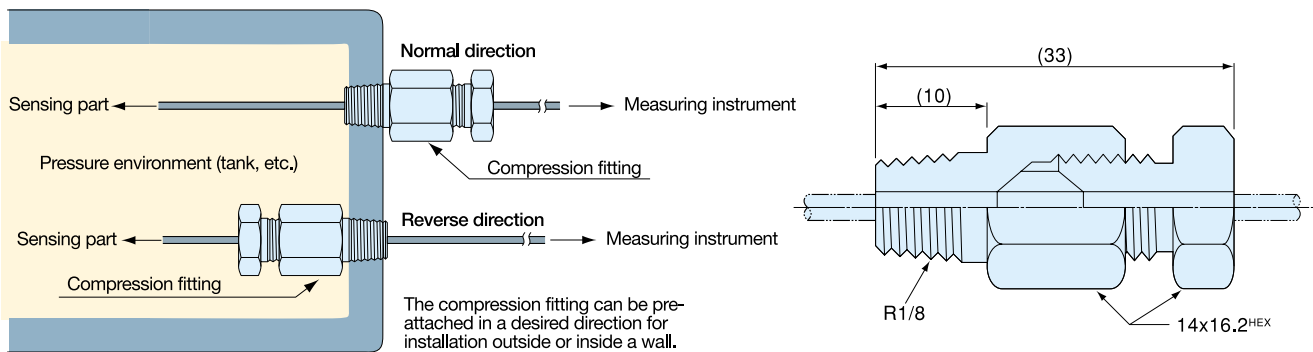 Normal direction
Sensing part
Measuring instrument
Pressure environment (tank, etc.)
Compression fitting
Reverse direction
Sensing part
Measuring instrument
Compression fitting
The compression fitting can be pre-
attached in a desired direction for
installation outside or inside a wall.
(33)
(10)
R1/8
14x16.2HEX